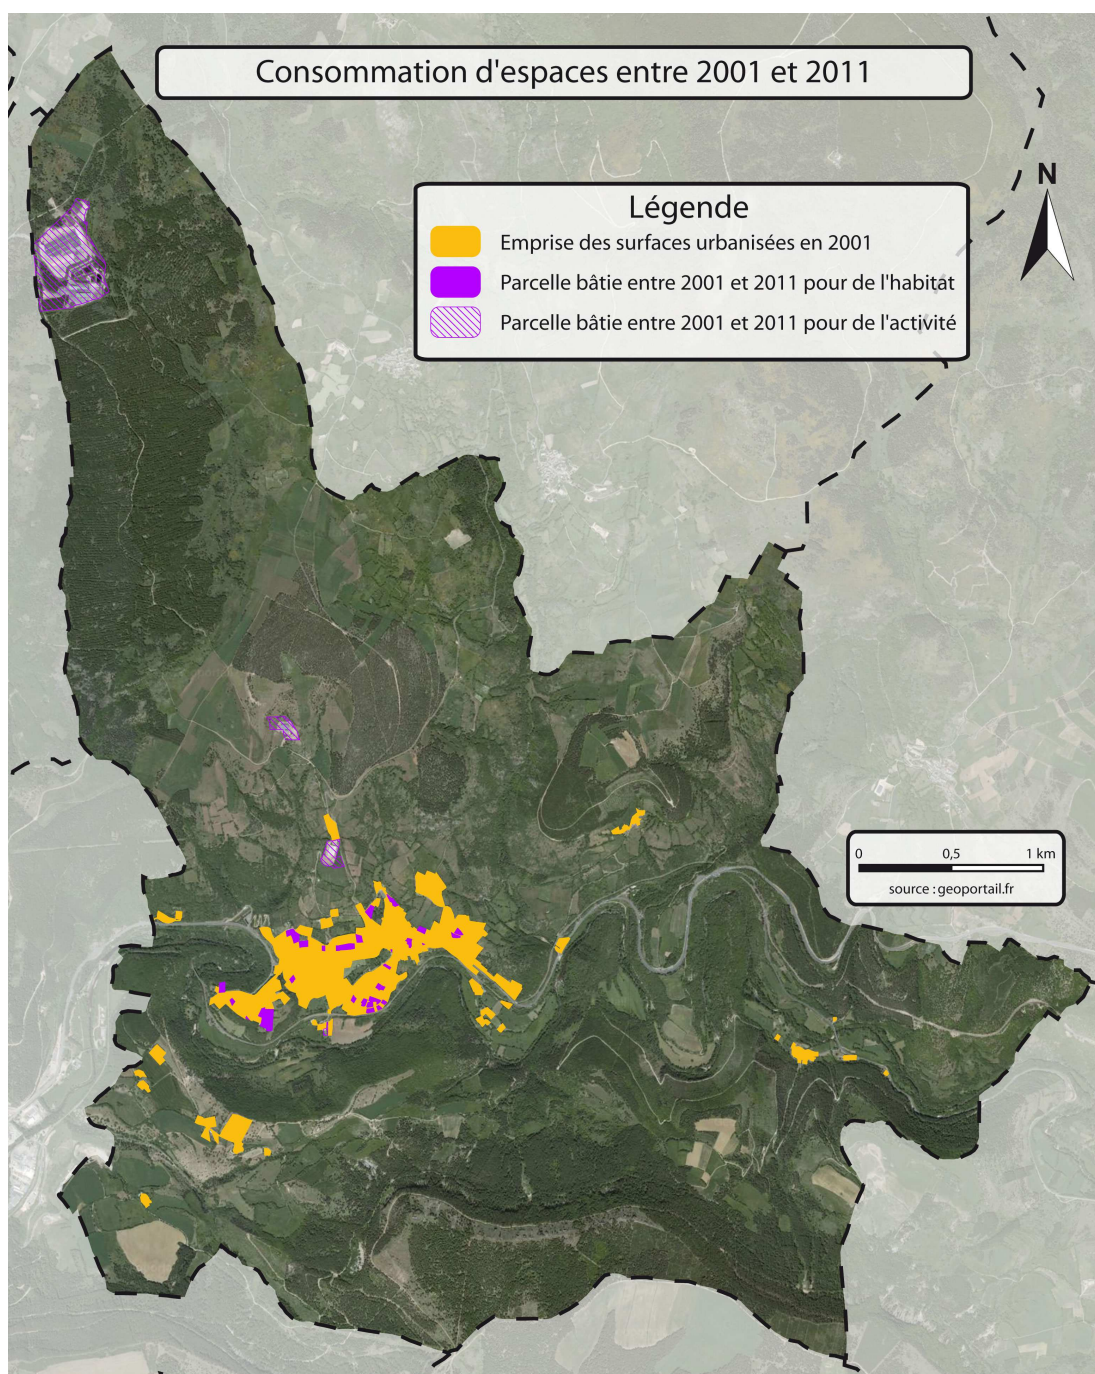 Consommation d'espaces entre 2001 et 2011
N
Légende
Emprise des surfaces urbanisées en 2001
Parcelle bâtie entre 2001 et 2011 pour de l'habitat
Parcelle bâtie entre 2001 et 2011 pour de l'activité
0 0,5 1 km
source : geoportail.fr